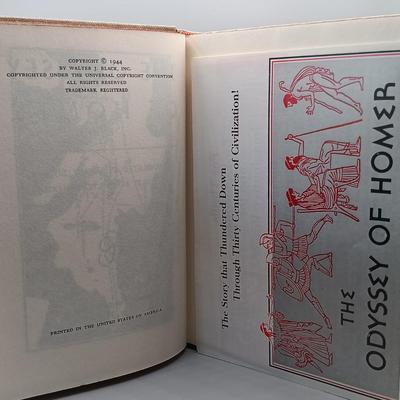 COPYRIGHT © 1944
BY WALTER J. BLACK, INC.
COPYRIGHTED UNDER THE UNIVERSAL COPYRIGHT CONVENTION
ALL RIGHTS RESERVED
TRADEMARK REGISTERED
PRINTED IN THE UNITED STATES OF AMERICA
The Story that Thundered Down
Through Thirty Centuries of Civilization!
THE
ODYSSEY OF HOMER